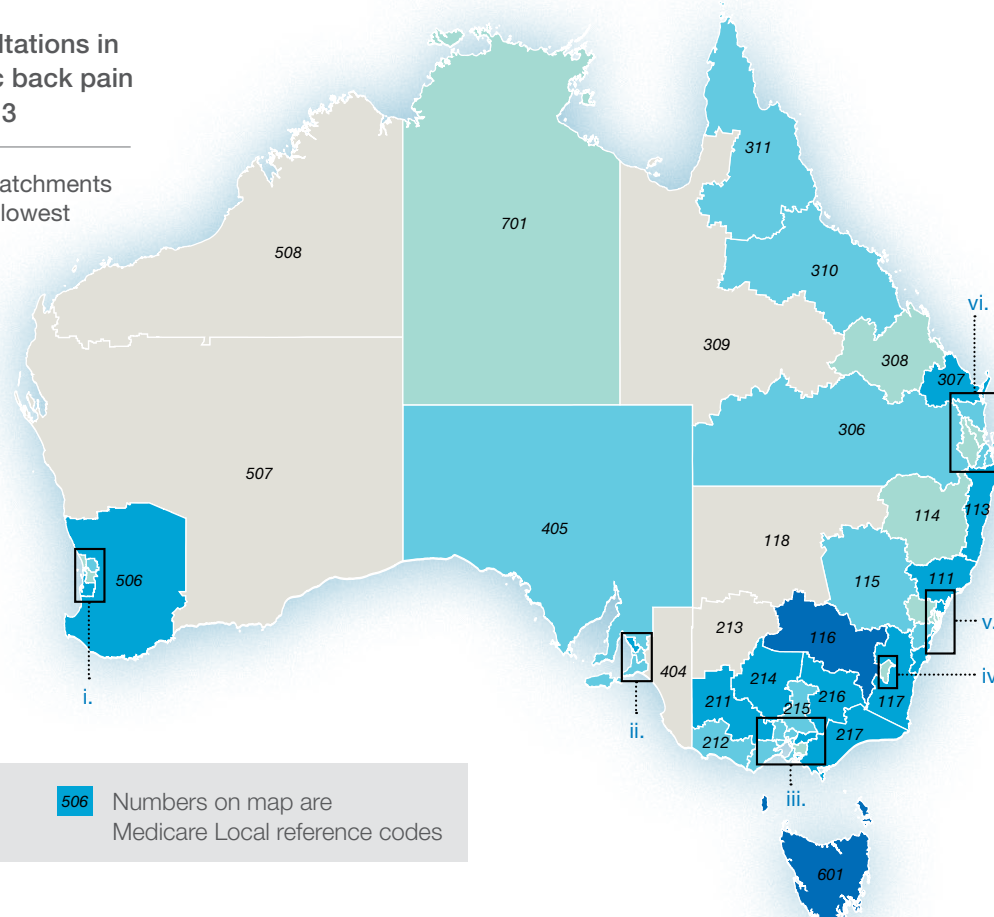 ltations in
c back pain
3
atchments
lowest
311
701
508
310
vi.
309
308
307
306
507
114
113
405
118
506
115
111
213
116
v.
404
214
iv
i.
211
216
117
215
ii.
212
217
iii.
506 Numbers on map are
Medicare Local reference codes
601